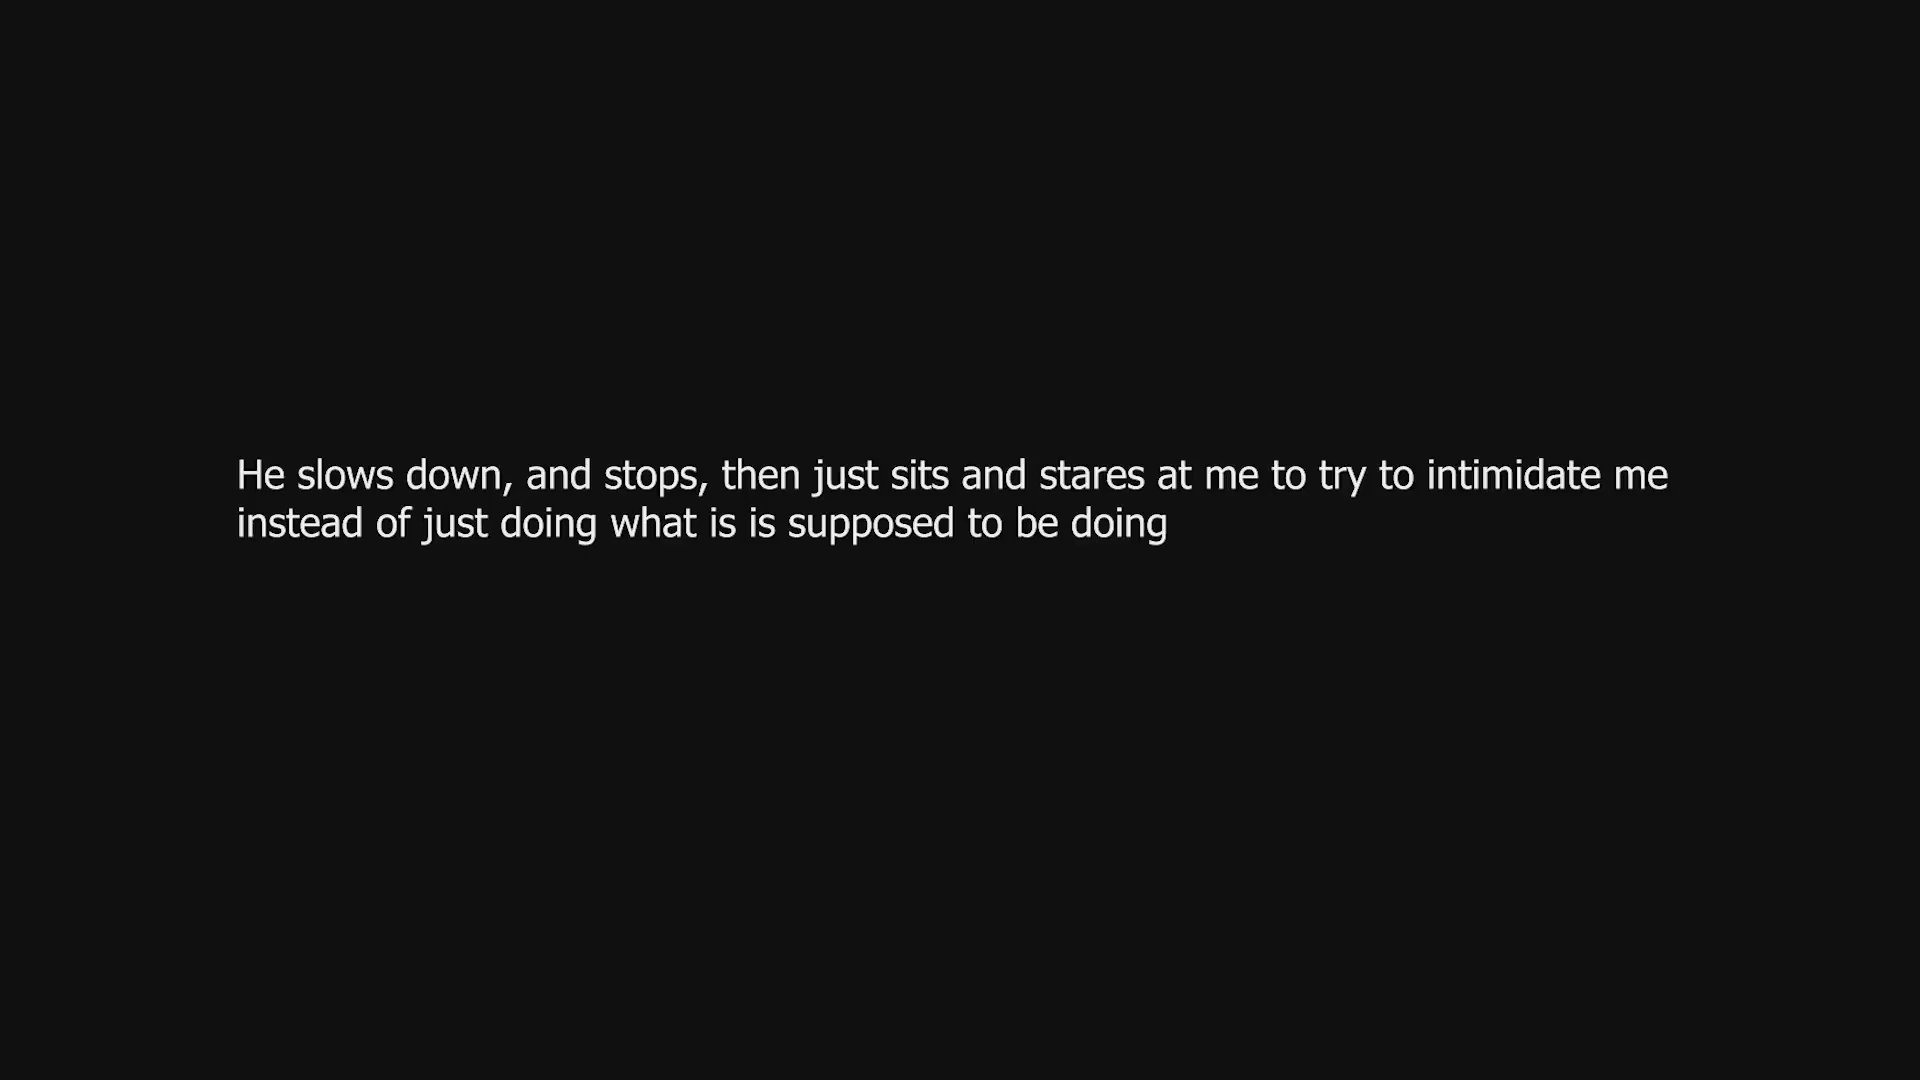 He slows down, and stops, then just sits and stares at me to try to intimidate me
instead of just doing what is is supposed to be doing